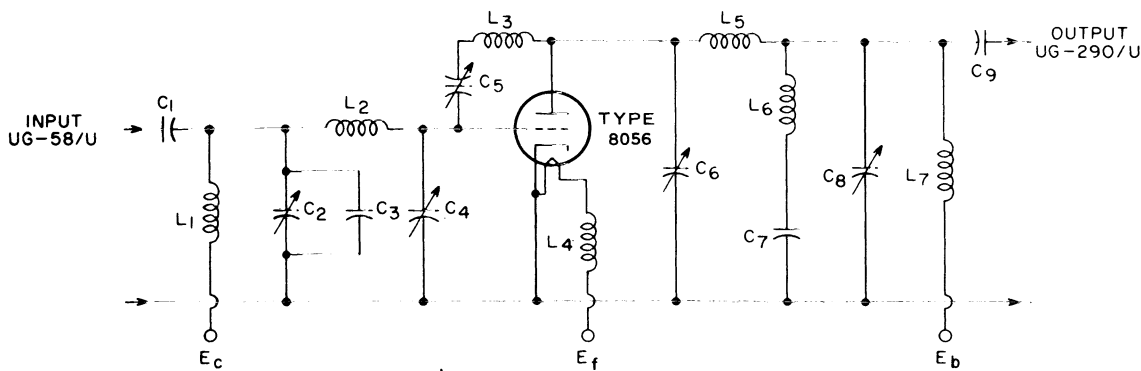 L3
L5
OUTPUT
UG-290/U
C1
C5
C9
L2
L6
INPUT
UG-58/U
TYPE
8056
C6
C8
L7
L1
C2
C3
C4
L4
C7
Ec
Ef
Eb